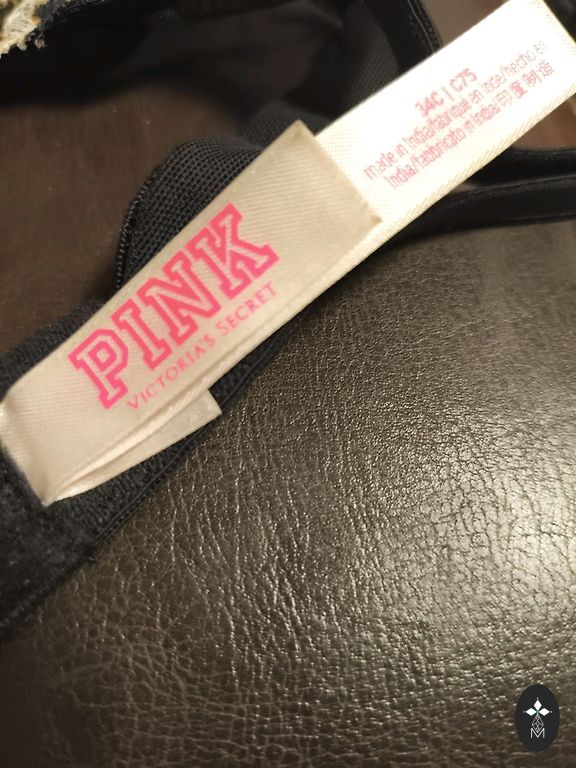 PINK
VICTORIA'S SECRET
34C | C75
made in India/fabriqué en Inde/hecho en
India/fabbricato in India/印度制造
M